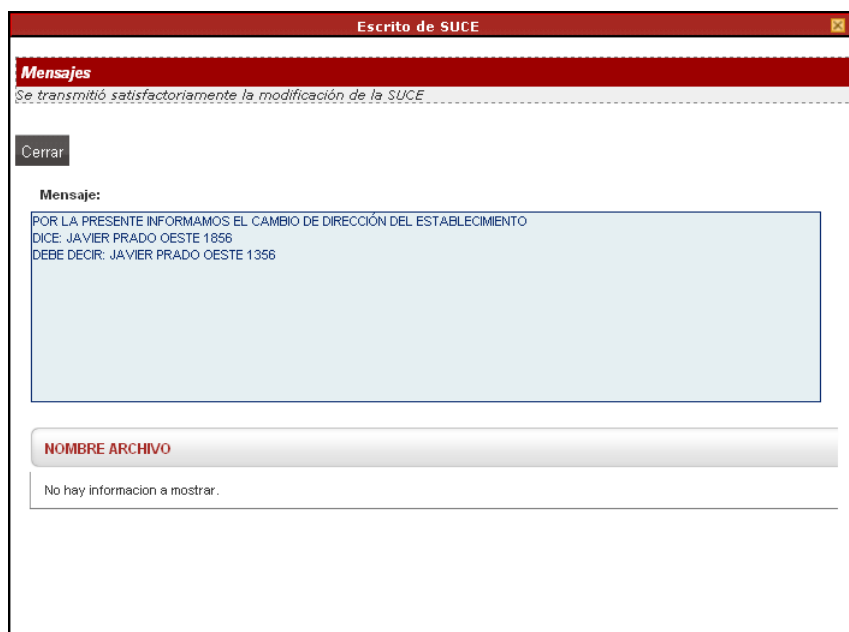 Escrito de SUCE
Mensajes
Se transmitió satisfactoriamente la modificación de la SUCE
Cerrar
Mensaje:
POR LA PRESENTE INFORMAMOS EL CAMBIO DE DIRECCIÓN DEL ESTABLECIMIENTO
DICE: JAVIER PRADO OESTE 1856
DEBE DECIR: JAVIER PRADO OESTE 1356
NOMBRE ARCHIVO
No hay informacion a mostrar.